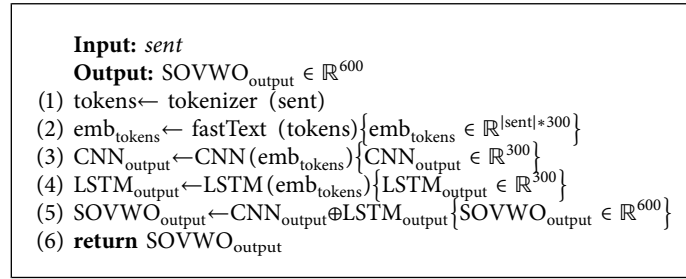 Input: sent
Output: SOVWO_output ∈ ℝ^600
(1) tokens← tokenizer (sent)
(2) emb_tokens← fastText (tokens){emb_tokens ∈ ℝ^|sent|*300}
(3) CNN_output←CNN(emb_tokens){CNN_output ∈ ℝ^300}
(4) LSTM_output←LSTM(emb_tokens){LSTM_output ∈ ℝ^300}
(5) SOVWO_output←CNN_output⊕LSTM_output{SOVWO_output ∈ ℝ^600}
(6) return SOVWO_output